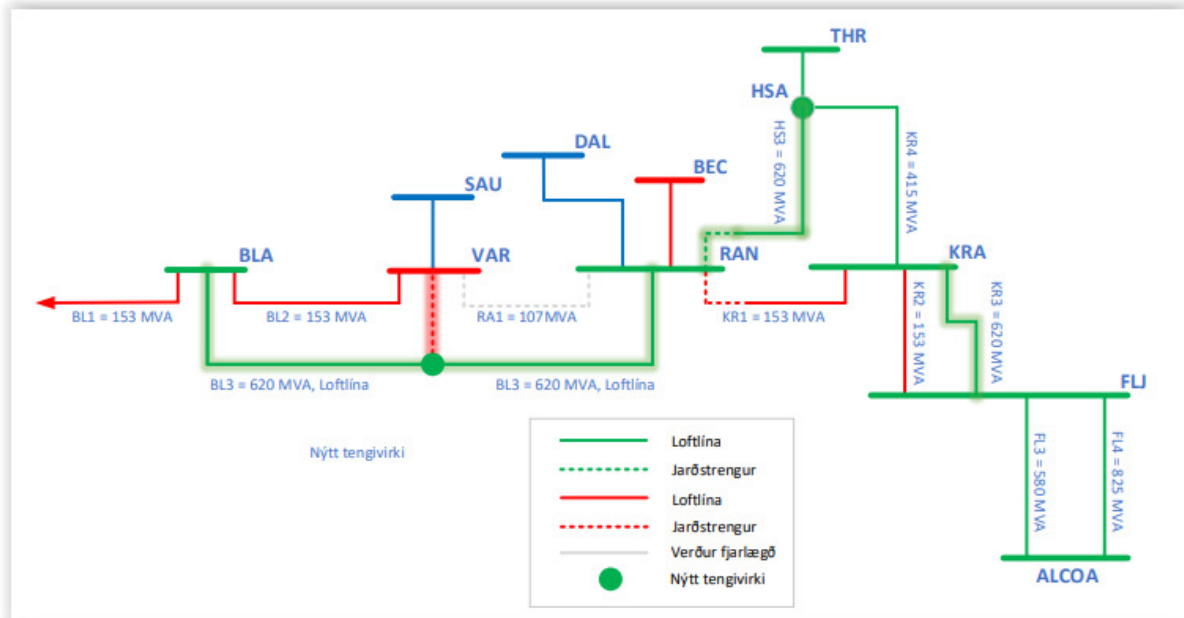 THR
HSA
DAL
BEC
SAU
HS3 = 620 MVA
KR4 = 415 MVA
BLA
VAR
RAN
KRA
BL1 = 153 MVA
BL2 = 153 MVA
RA1 = 107MVA
KR1 = 153 MVA
KR2 = 153 MVA
KR3 = 620 MVA
BL3 = 620 MVA, Loftlína
BL3 = 620 MVA, Loftlína
FLJ
Nýtt tengivirki
FL3 = 580 MVA
FL4 = 825 MVA
Loftlína
Jarðstrengur
Loftlína
Jarðstrengur
Verður fjarlægð
Nýtt tengivirki
ALCOA